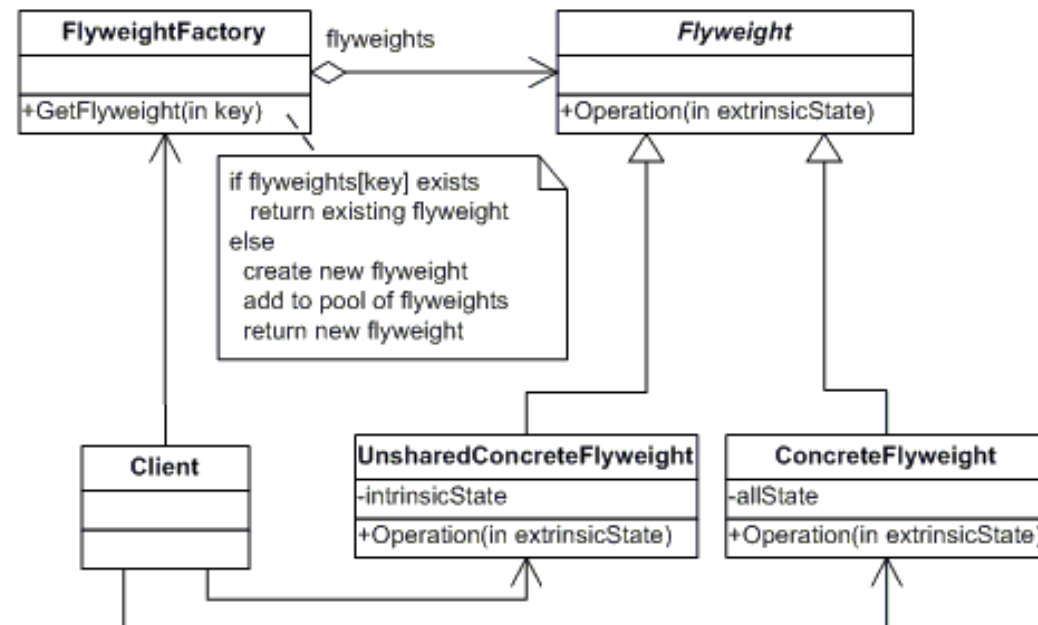 FlyweightFactory
+GetFlyweight(in key)
flyweights
Flyweight
+Operation(in extrinsicState)
if flyweights[key] exists
return existing flyweight
else
create new flyweight
add to pool of flyweights
return new flyweight
Client
UnsharedConcreteFlyweight
-intrinsicState
+Operation(in extrinsicState)
ConcreteFlyweight
-allState
+Operation(in extrinsicState)